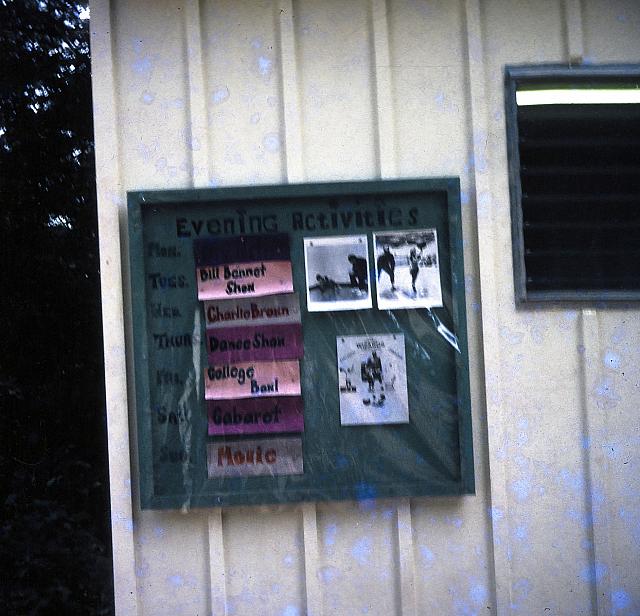 Evening Activities
Mon.
Tues. Bill Bennet
Show
Wed. Charlie Brown
Thurs. Dance Show
Fri. College
Bowl
Sat. Cabaret
Sun. Movie